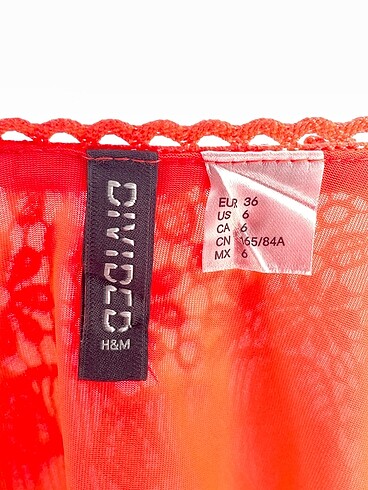 DIVIDED
H&M
EUR 36
US 6
CA 6
CN 165/84A
MX 6